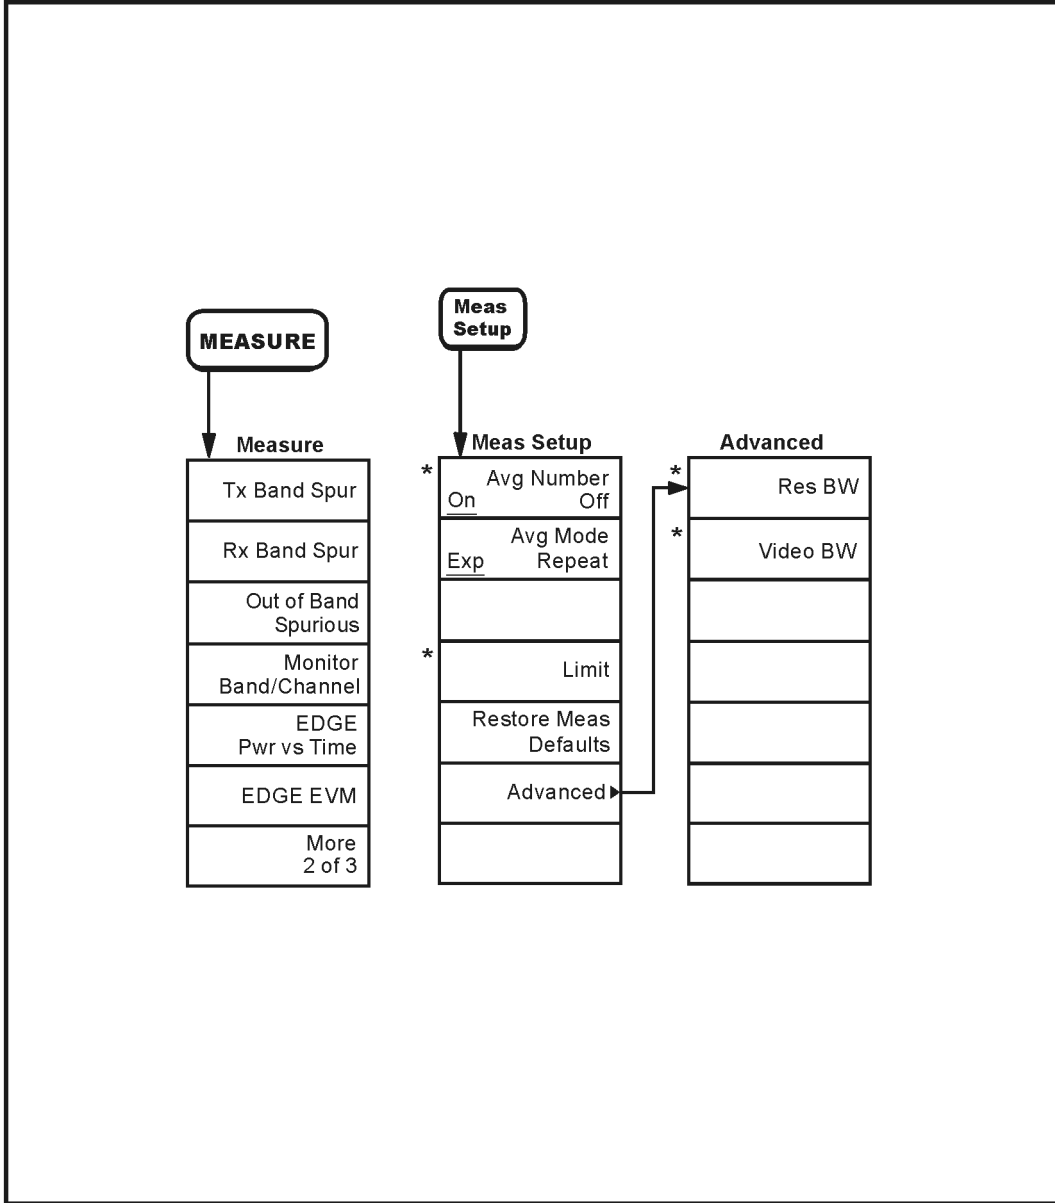 MEASURE
Measure
Tx Band Spur
Rx Band Spur
Out of Band
Spurious
Monitor
Band/Channel
EDGE
Pwr vs Time
EDGE EVM
More
2 of 3
Meas
Setup
Meas Setup
* Avg Number
On Off
Avg Mode
Exp Repeat
* Limit
Restore Meas
Defaults
Advanced
Advanced
* Res BW
* Video BW